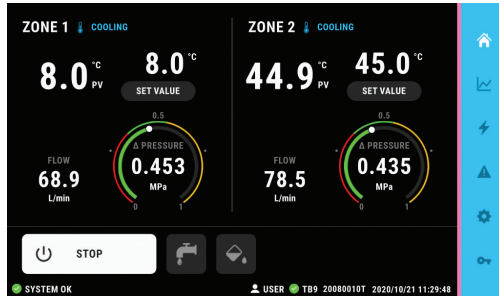 ZONE 1 COOLING
8.0 °C PV
8.0 °C
SET VALUE
FLOW
68.9
L/min
0.5
Δ PRESSURE
0.453
MPa
0 1
ZONE 2 COOLING
44.9 °C PV
45.0 °C
SET VALUE
FLOW
78.5
L/min
0.5
Δ PRESSURE
0.435
MPa
0 1
STOP
SYSTEM OK
USER TB9 20080010T 2020/10/21 11:29:48